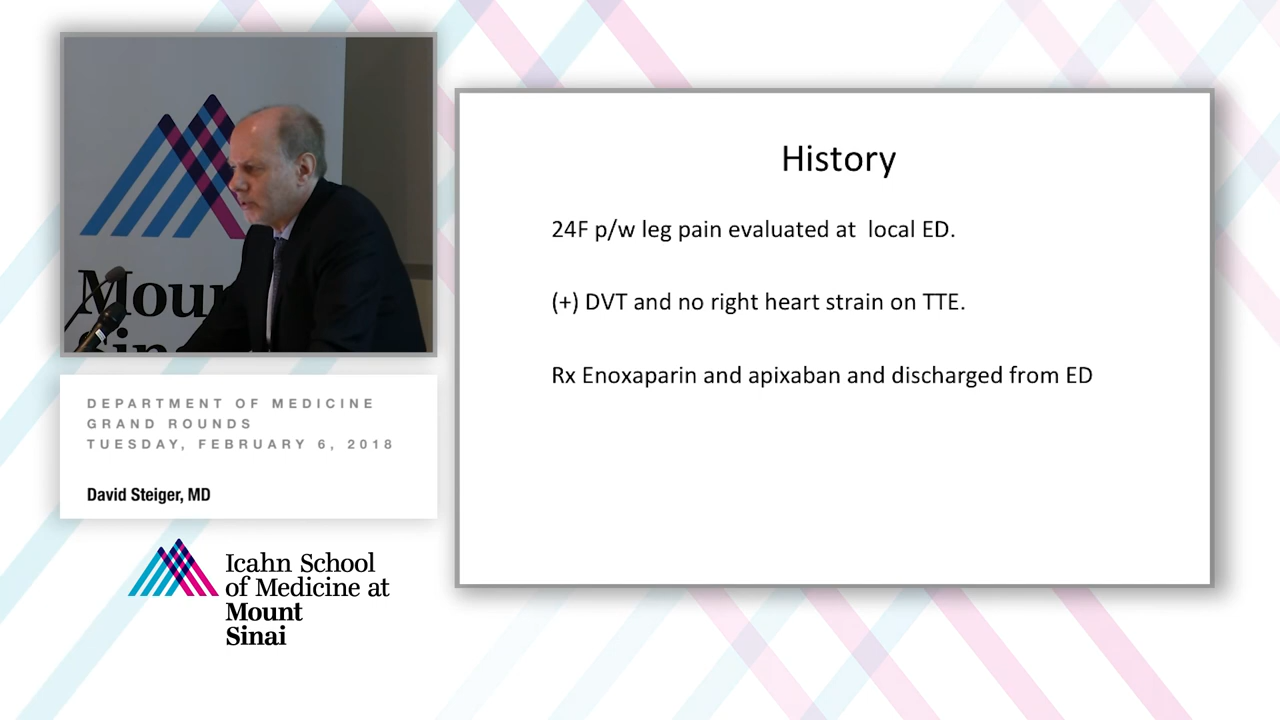 Moun
Sinai
DEPARTMENT OF MEDICINE
GRAND ROUNDS
TUESDAY, FEBRUARY 6, 2018
David Steiger, MD
Icahn School
of Medicine at
Mount
Sinai
History
24F p/w leg pain evaluated at local ED.
(+) DVT and no right heart strain on TTE.
Rx Enoxaparin and apixaban and discharged from ED